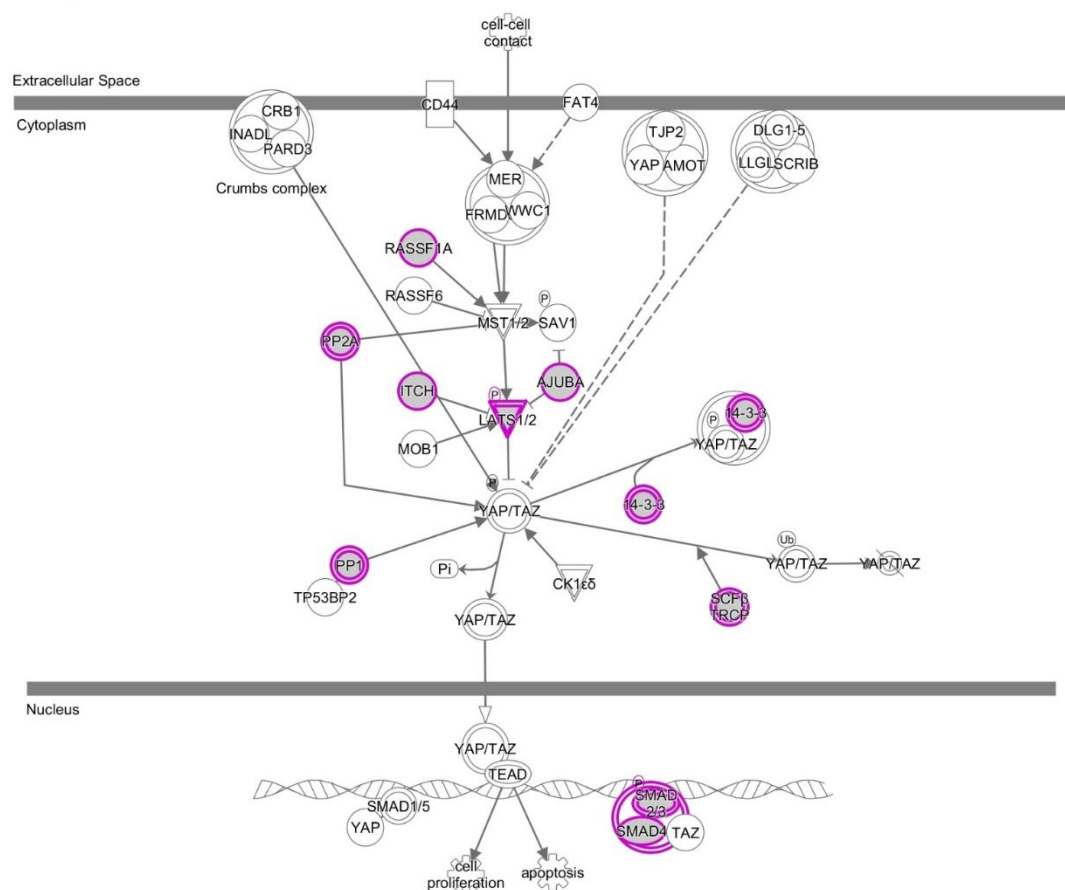 cell-cell
contact
Extracellular Space
Cytoplasm
CD44
FAT4
CRB1
INADL
PARD3
Crumbs complex
TJP2
YAP
AMOT
DLG1-5
LLGL
SCRIB
MER
FRMD
WWC1
RASSF1A
RASSF6
MST1/2
P
SAV1
PP2A
ITCH
P
LATS1/2
AJUBA
MOB1
14-3-3
P
YAP/TAZ
P
YAP/TAZ
14-3-3
PP1
TP53BP2
Pi
CK1εδ
Ub
YAP/TAZ
YAP/TAZ
SCFβ
TRCP
YAP/TAZ
Nucleus
YAP/TAZ
TEAD
SMAD1/5
YAP
P
SMAD
2/3
SMAD4
TAZ
cell
proliferation
apoptosis